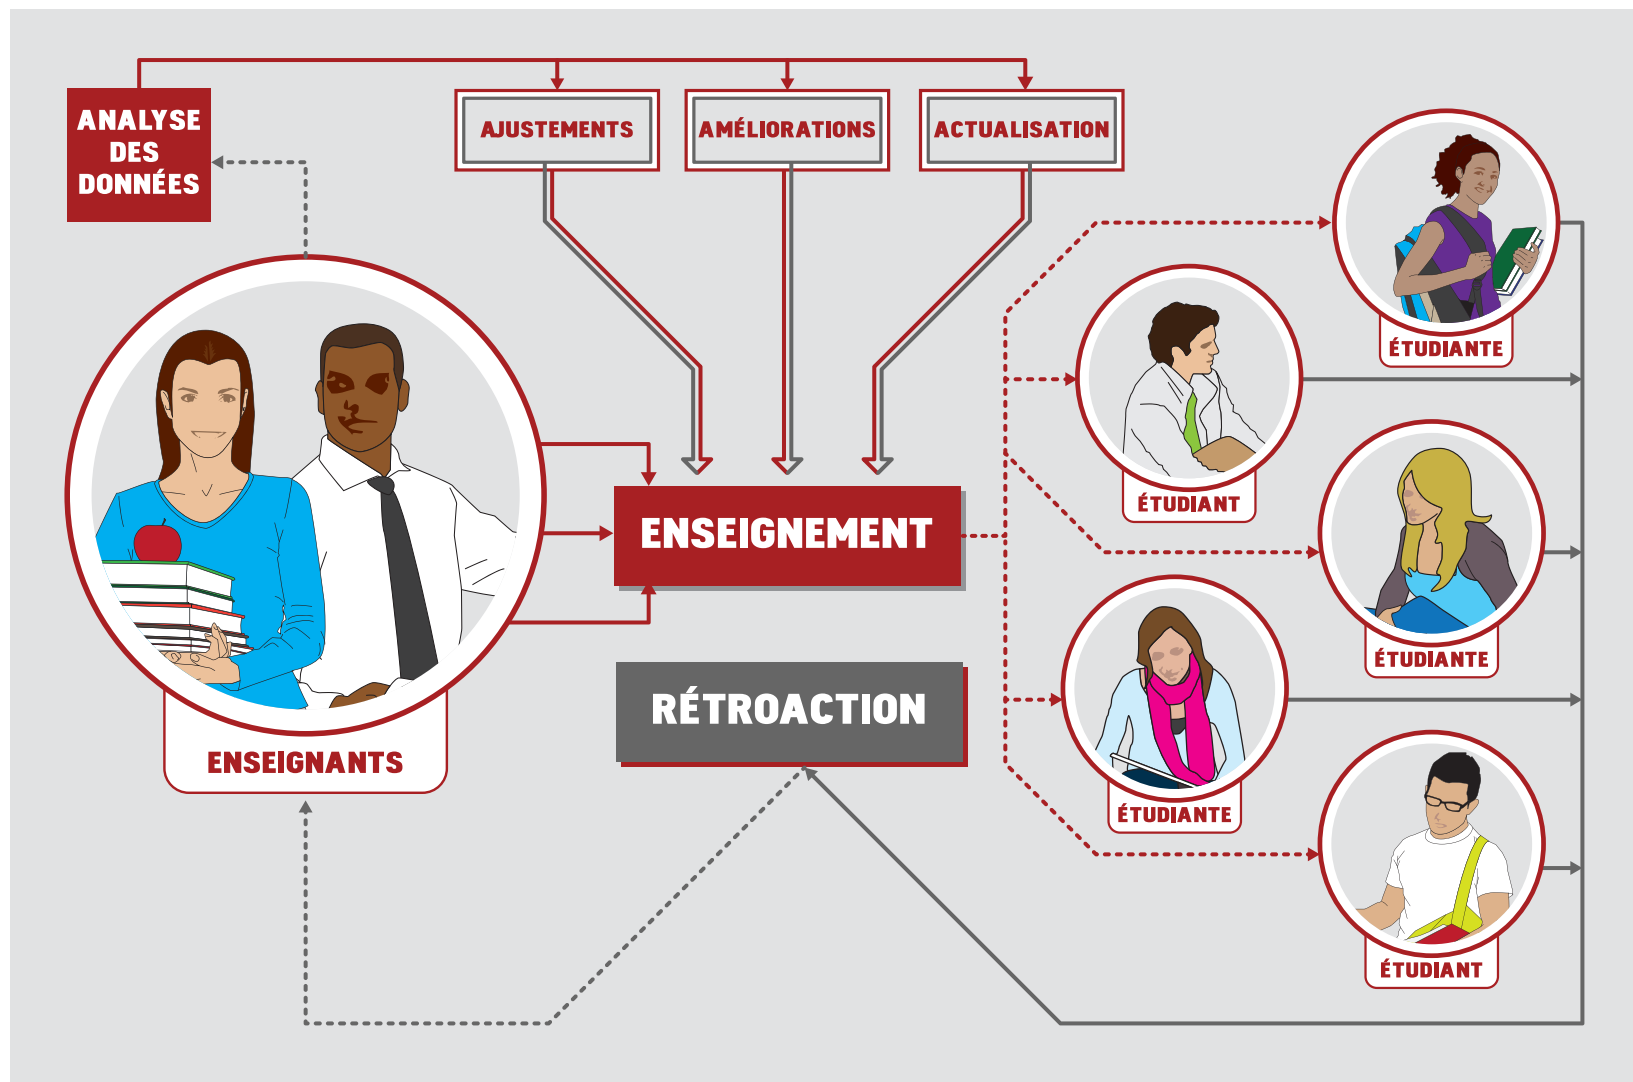 ANALYSE
DES
DONNÉES
AJUSTEMENTS
AMÉLIORATIONS
ACTUALISATION
ÉTUDIANTE
ÉTUDIANT
ENSEIGNEMENT
ÉTUDIANTE
RÉTROACTION
ENSEIGNANTS
ÉTUDIANTE
ÉTUDIANT